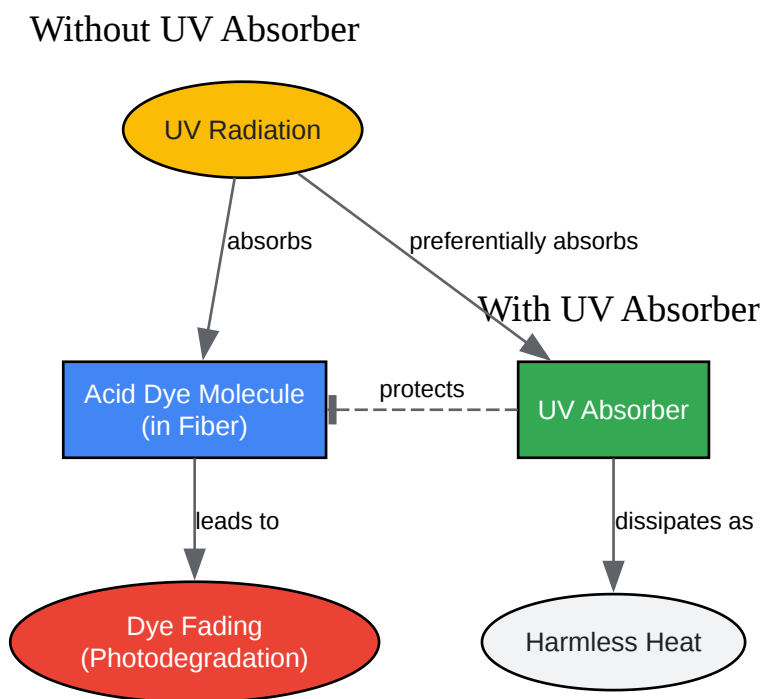 Without UV Absorber
UV Radiation
absorbs
preferentially absorbs
With UV Absorber
Acid Dye Molecule
(in Fiber)
protects
UV Absorber
leads to
dissipates as
Dye Fading
(Photodegradation)
Harmless Heat